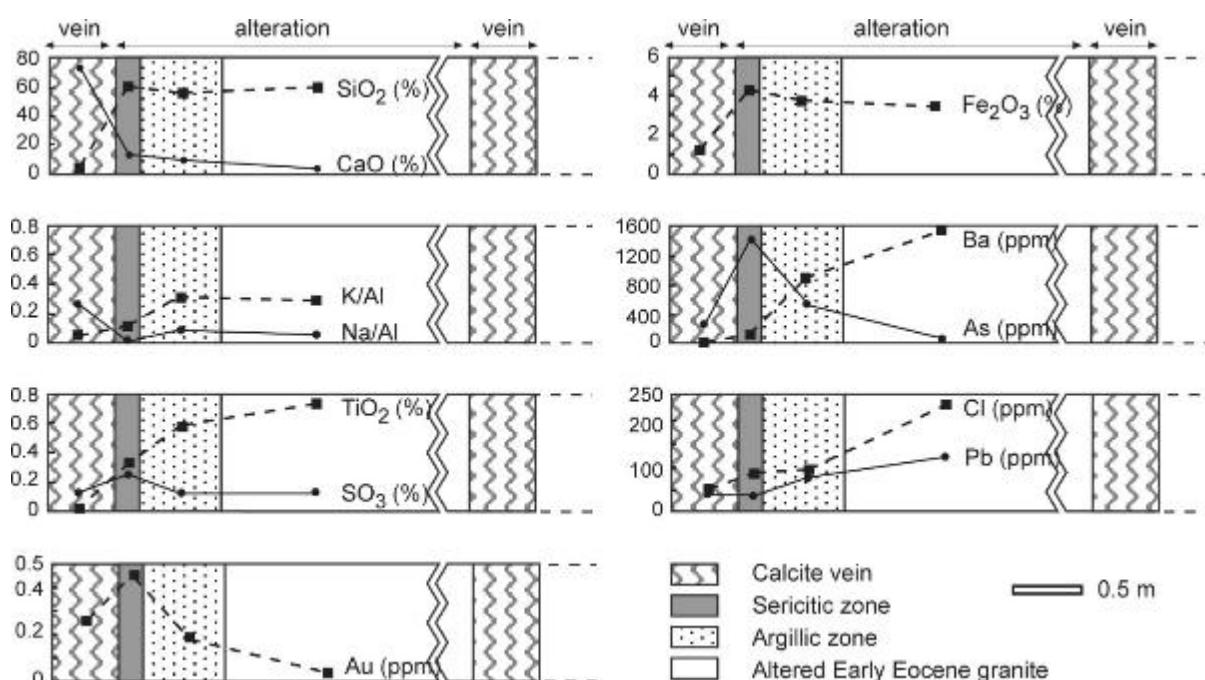 vein alteration vein
80
60
40
20
0
SiO₂ (%)
CaO (%)
0.8
0.6
0.4
0.2
0
K/Al
Na/Al
0.8
0.6
0.4
0.2
0
TiO₂ (%)
SO₃ (%)
0.5
0.4
0.2
0
Au (ppm)
vein alteration vein
6
4
2
0
Fe₂O₃ (%)
1600
1200
800
400
0
Ba (ppm)
As (ppm)
250
200
100
50
0
Cl (ppm)
Pb (ppm)
Calcite vein
Sericitic zone
Argillic zone
Altered Early Eocene granite
0.5 m